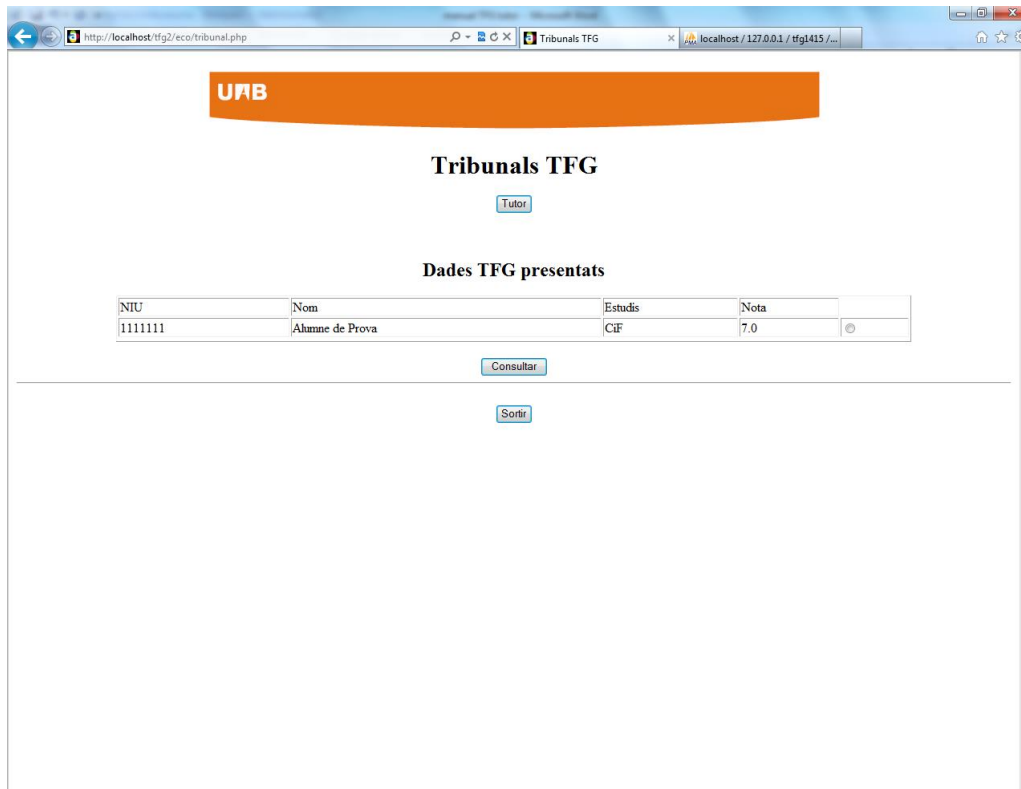 http://localhost/tfg2/eco/tribunal.php
Tribunals TFG
localhost / 127.0.0.1 / tfg1415 /...
UAB
Tribunals TFG
Tutor
Dades TFG presentats
NIU Nom Estudis Nota
1111111 Alumne de Prova CiF 7.0
Consultar
Sortir